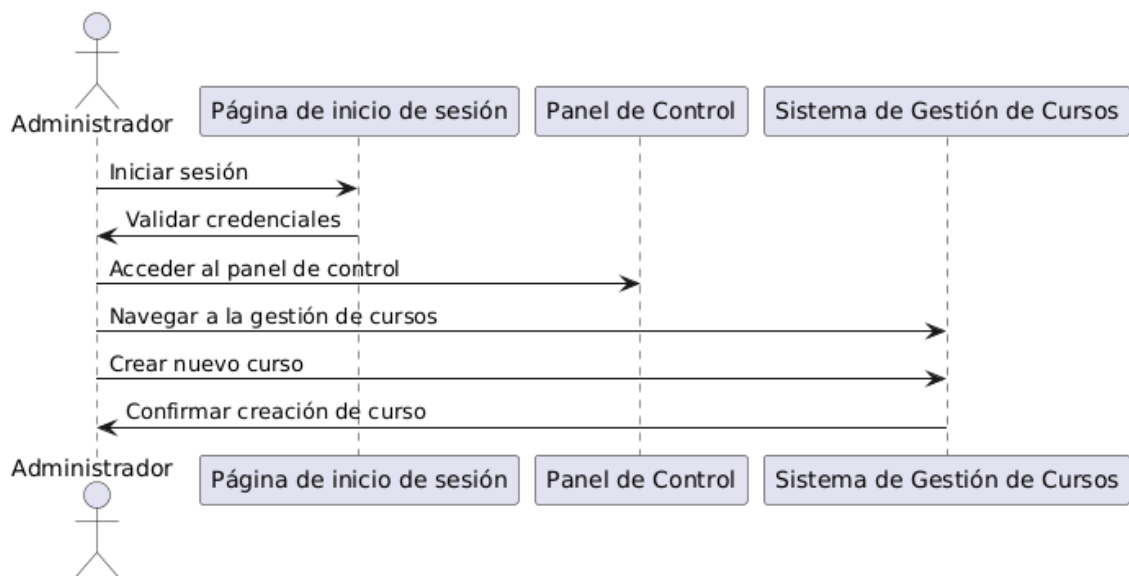 Administrador
Página de inicio de sesión
Panel de Control
Sistema de Gestión de Cursos
Iniciar sesión
Validar credenciales
Acceder al panel de control
Navegar a la gestión de cursos
Crear nuevo curso
Confirmar creación de curso
Administrador
Página de inicio de sesión
Panel de Control
Sistema de Gestión de Cursos